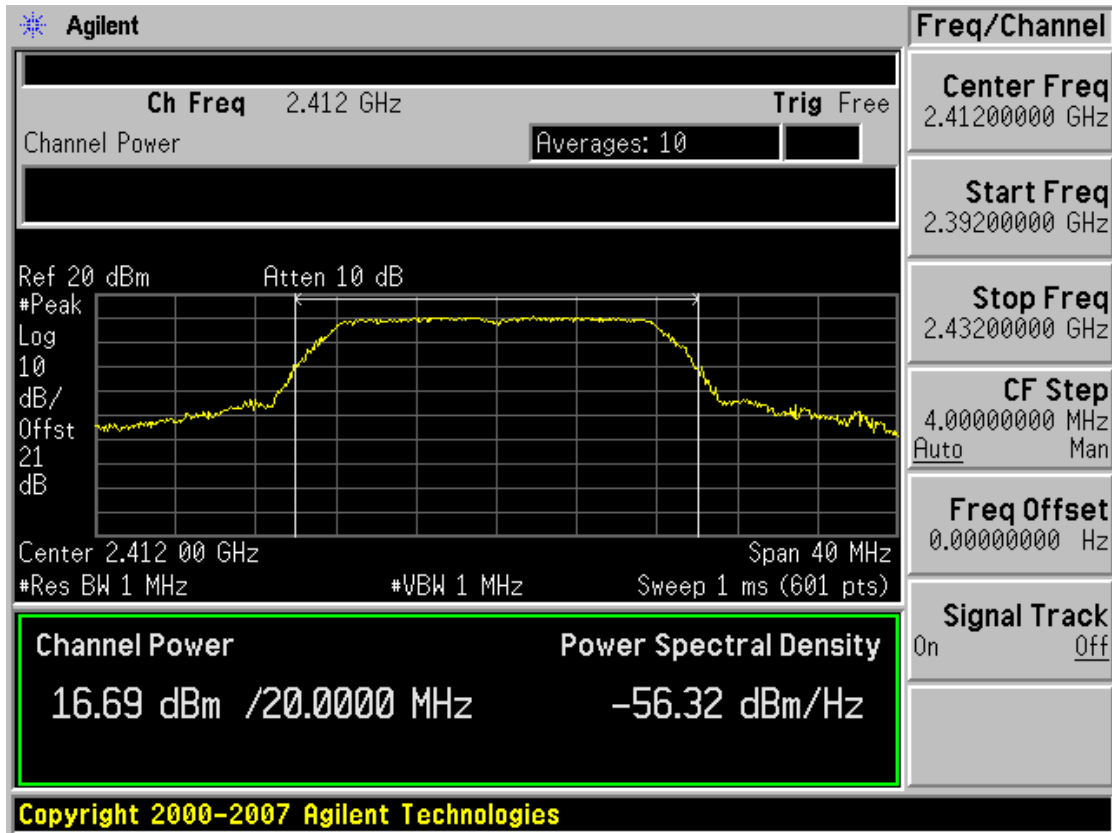 Agilent
Ch Freq 2.412 GHz Trig Free
Channel Power Averages: 10
Ref 20 dBm Atten 10 dB
#Peak
Log
10
dB/
Offst
21
dB
Center 2.412 00 GHz Span 40 MHz
#Res BW 1 MHz #VBW 1 MHz Sweep 1 ms (601 pts)
Channel Power Power Spectral Density
16.69 dBm /20.0000 MHz -56.32 dBm/Hz
Copyright 2000-2007 Agilent Technologies
Freq/Channel
Center Freq
2.41200000 GHz
Start Freq
2.39200000 GHz
Stop Freq
2.43200000 GHz
CF Step
4.00000000 MHz
Auto Man
Freq Offset
0.00000000 Hz
Signal Track
On Off